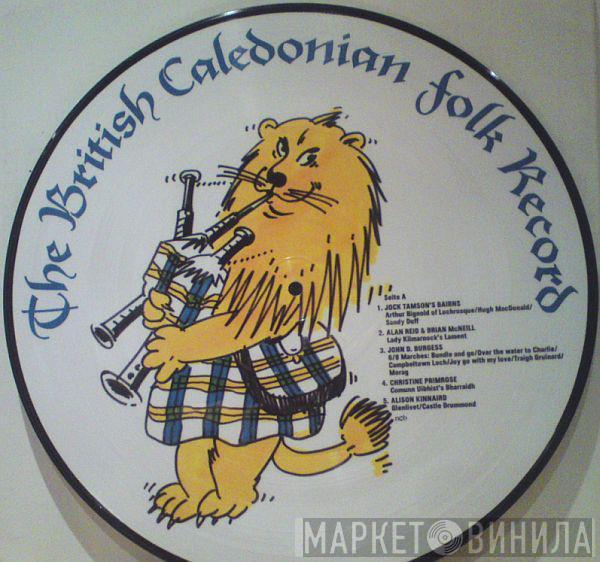 The British Caledonian Folk Record
Seite A
1. JOCK TAMSON'S BAIRNS
Arthur Bignold of Lochrosque/Hugh MacDonald/
Sandy Duff
2. ALAN REID & BRIAN McNEILL
Lady Kilmarnock's Lament
3. JOHN D. BURGESS
6/8 Marches: Bundle and go/Over the water to Charlie/
Campbeltown Loch/Joy go with my love/Traigh Gruinard/
Morag
4. CHRISTINE PRIMROSE
Comunn Uibhist's Bharraidh
5. ALISON KINNAIRD
Glenlivet/Castle Drummond
ncb
МАРКЕТ ВИНИЛА